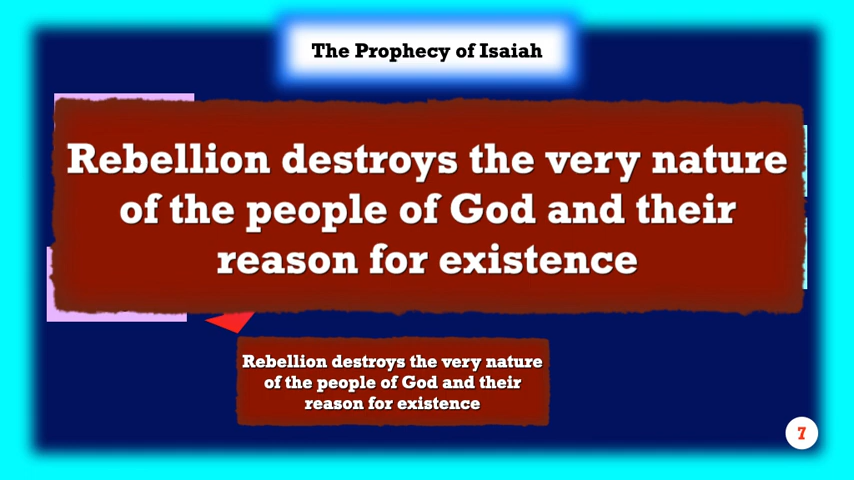 The Prophecy of Isaiah
Rebellion destroys the very nature
of the people of God and their
reason for existence
Rebellion destroys the very nature
of the people of God and their
reason for existence
7